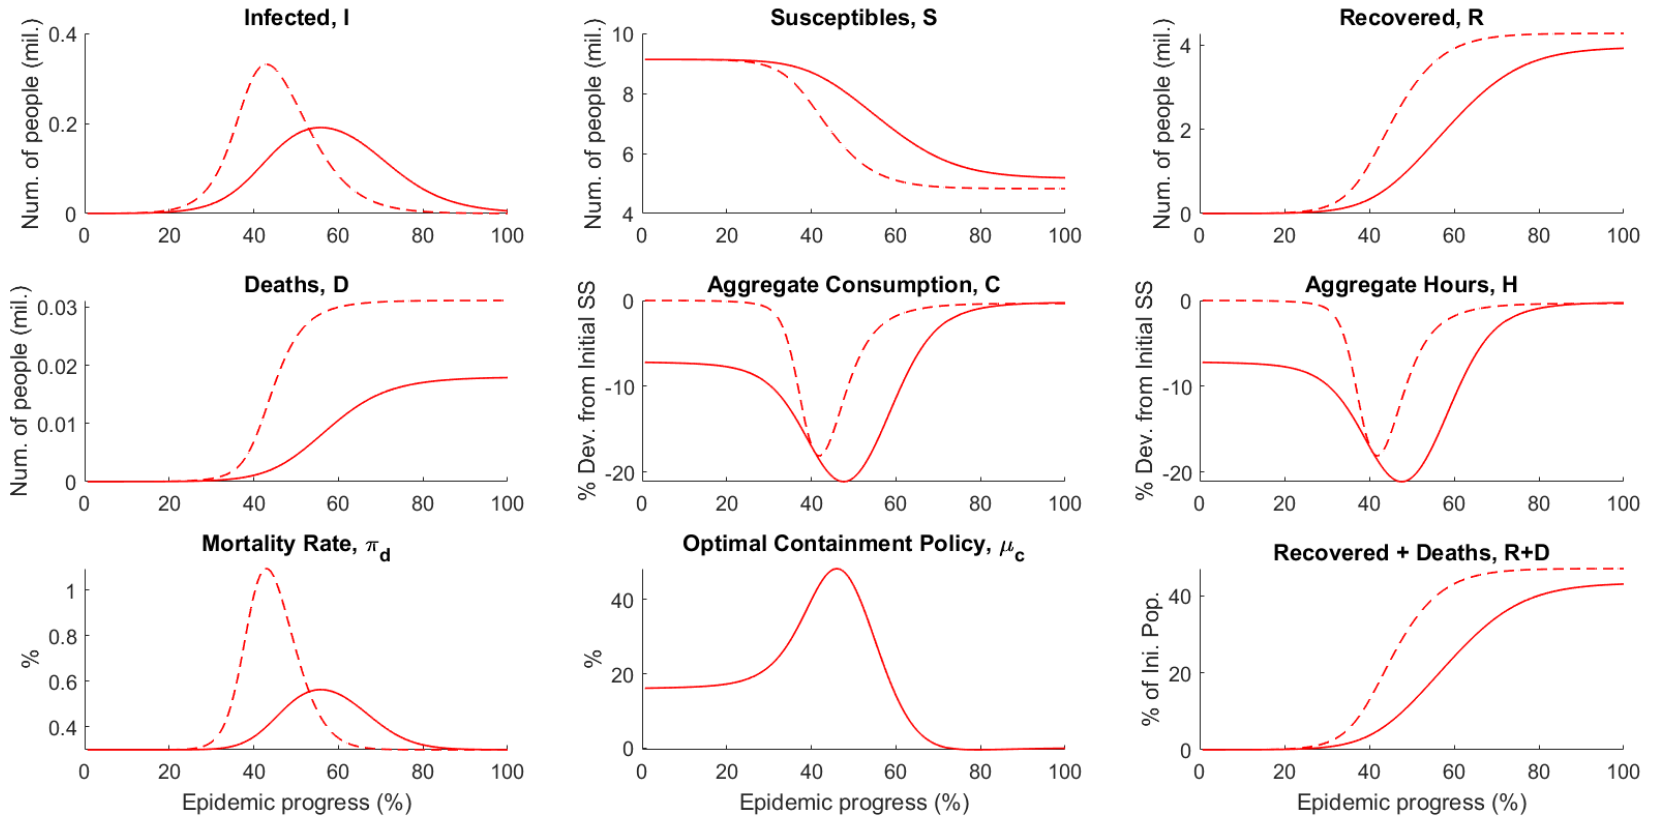 Infected, I
Num. of people (mil.)
0.4
0.2
0
0 20 40 60 80 100
Susceptibles, S
Num. of people (mil.)
10
8
6
4
0 20 40 60 80 100
Recovered, R
Num. of people (mil.)
4
2
0
0 20 40 60 80 100
Deaths, D
Num. of people (mil.)
0.03
0.02
0.01
0
0 20 40 60 80 100
Aggregate Consumption, C
% Dev. from Initial SS
0
-10
-20
0 20 40 60 80 100
Aggregate Hours, H
% Dev. from Initial SS
0
-10
-20
0 20 40 60 80 100
Mortality Rate, π_d
%
1
0.8
0.6
0.4
0 20 40 60 80 100
Epidemic progress (%)
Optimal Containment Policy, μ_c
%
40
20
0
0 20 40 60 80 100
Epidemic progress (%)
Recovered + Deaths, R+D
% of Ini. Pop.
40
20
0
0 20 40 60 80 100
Epidemic progress (%)